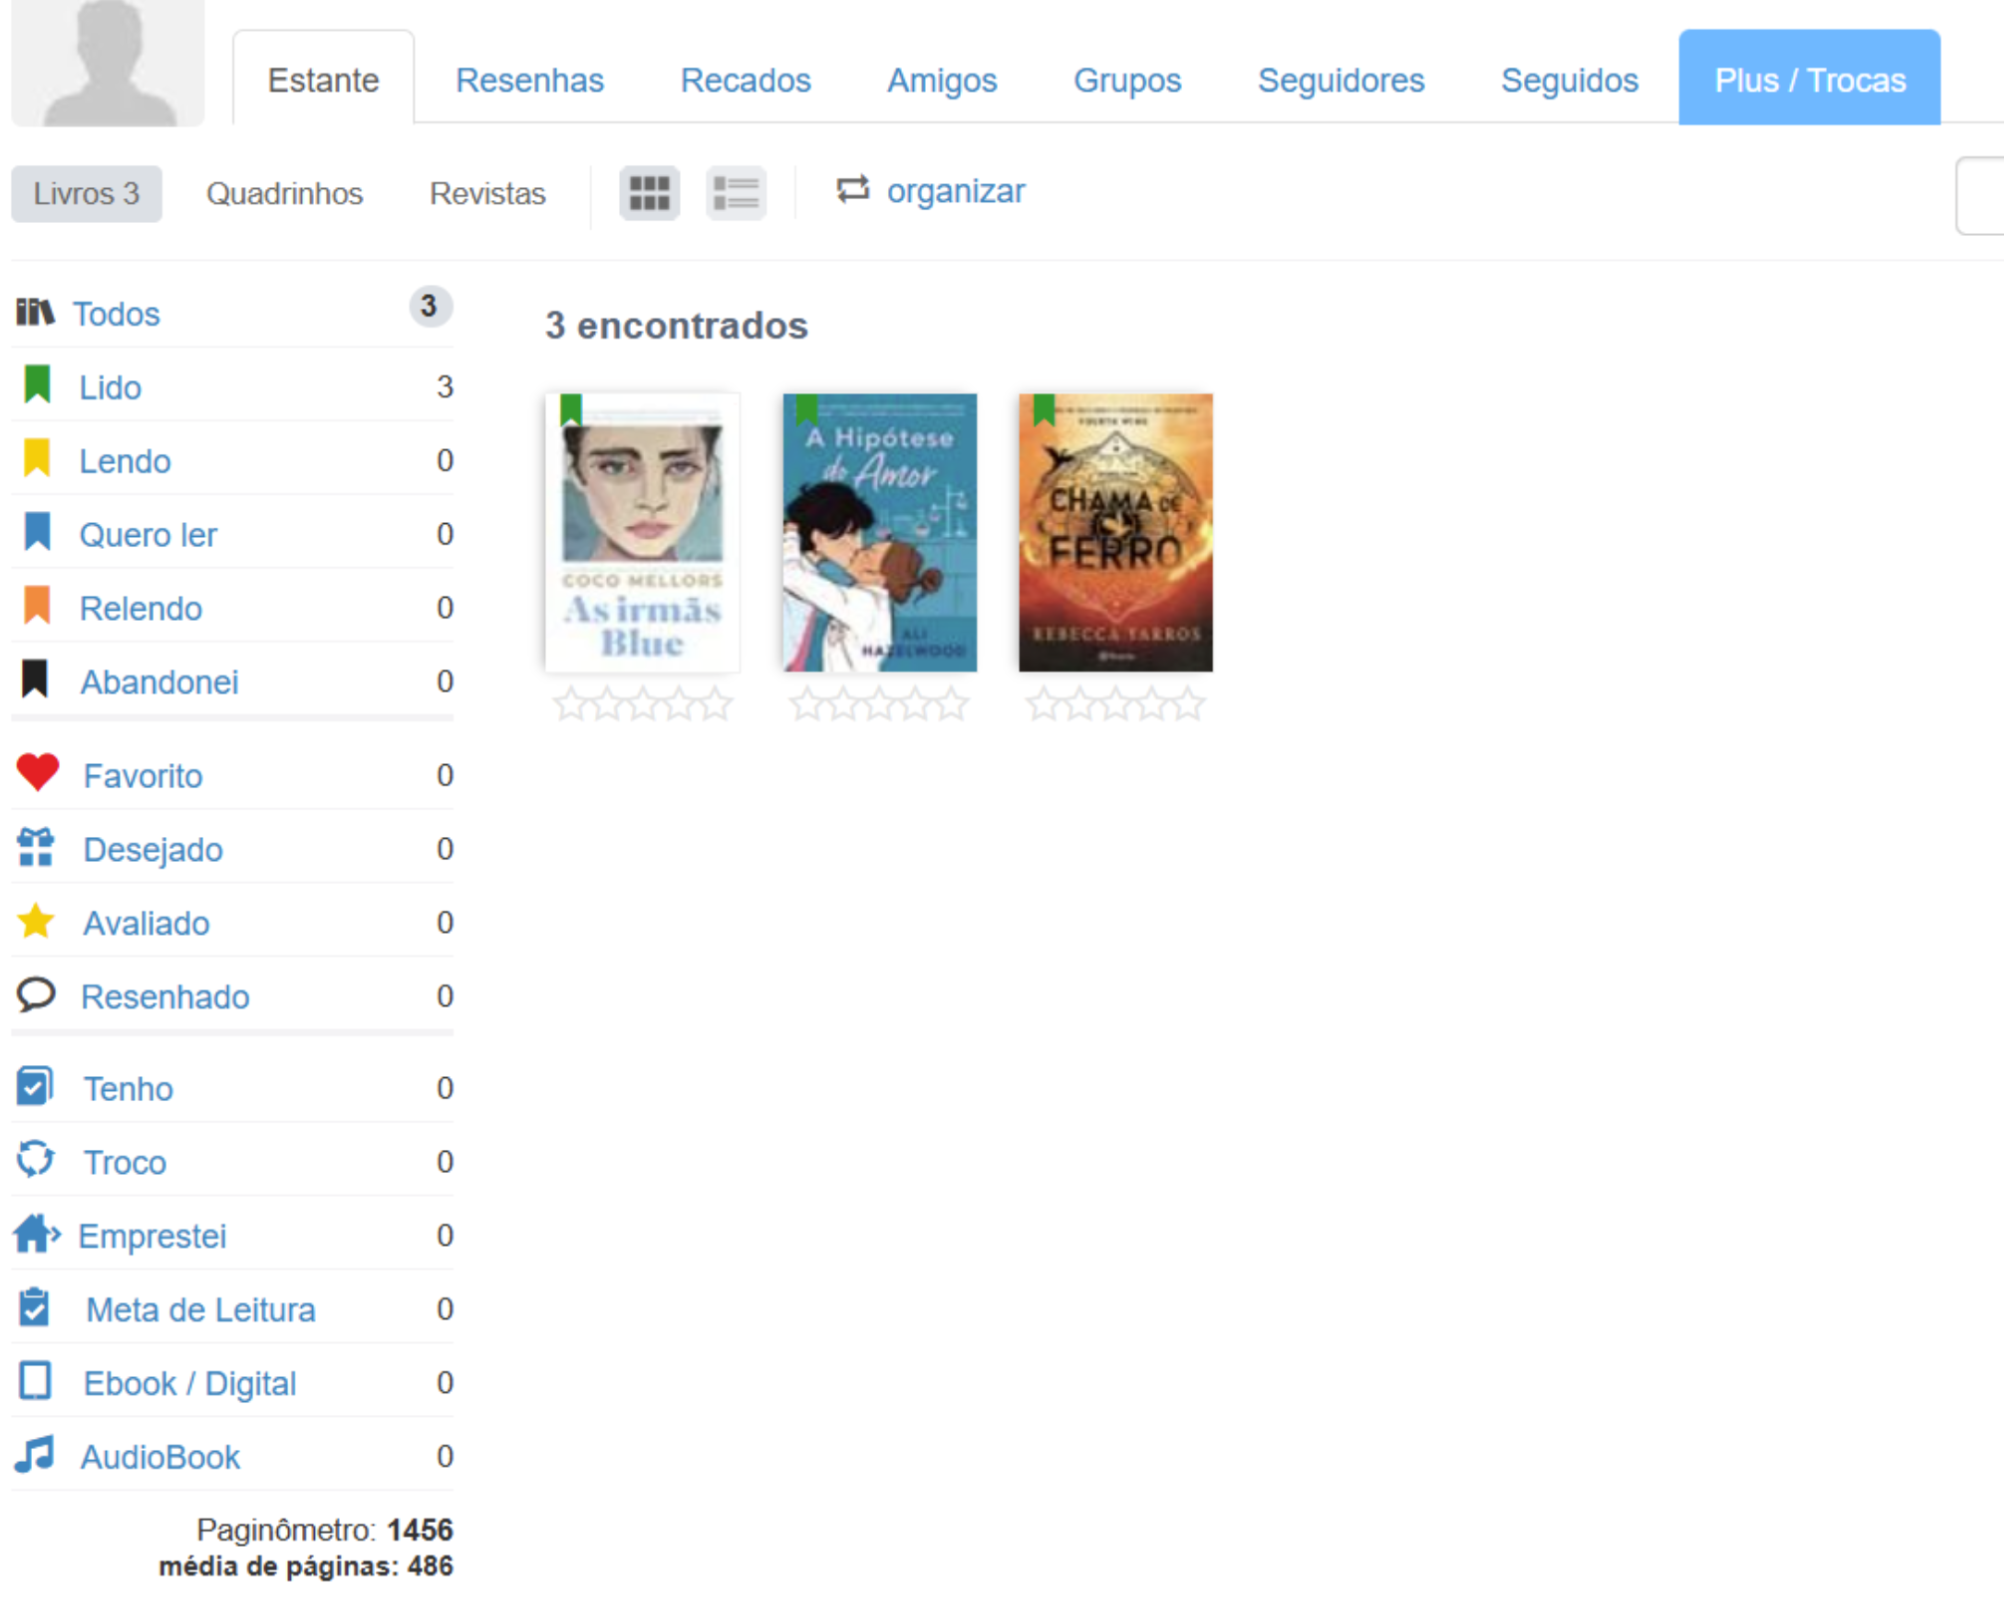 Estante Resenhas Recados Amigos Grupos Seguidores Seguidos Plus / Trocas
Livros 3 Quadrinhos Revistas organizar
Todos 3
Lido 3
Lendo 0
Quero ler 0
Relendo 0
Abandonei 0
Favorito 0
Desejado 0
Avaliado 0
Resenhado 0
Tenho 0
Troco 0
Emprestei 0
Meta de Leitura 0
Ebook / Digital 0
AudioBook 0
Paginômetro: 1456
média de páginas: 486
3 encontrados
COCO MELLORS
As irmãs
Blue
A Hipótese
do Amor
ALI
HAZELWOOD
FOURTH WING
CHAMA DE
FERRO
REBECCA YARROS